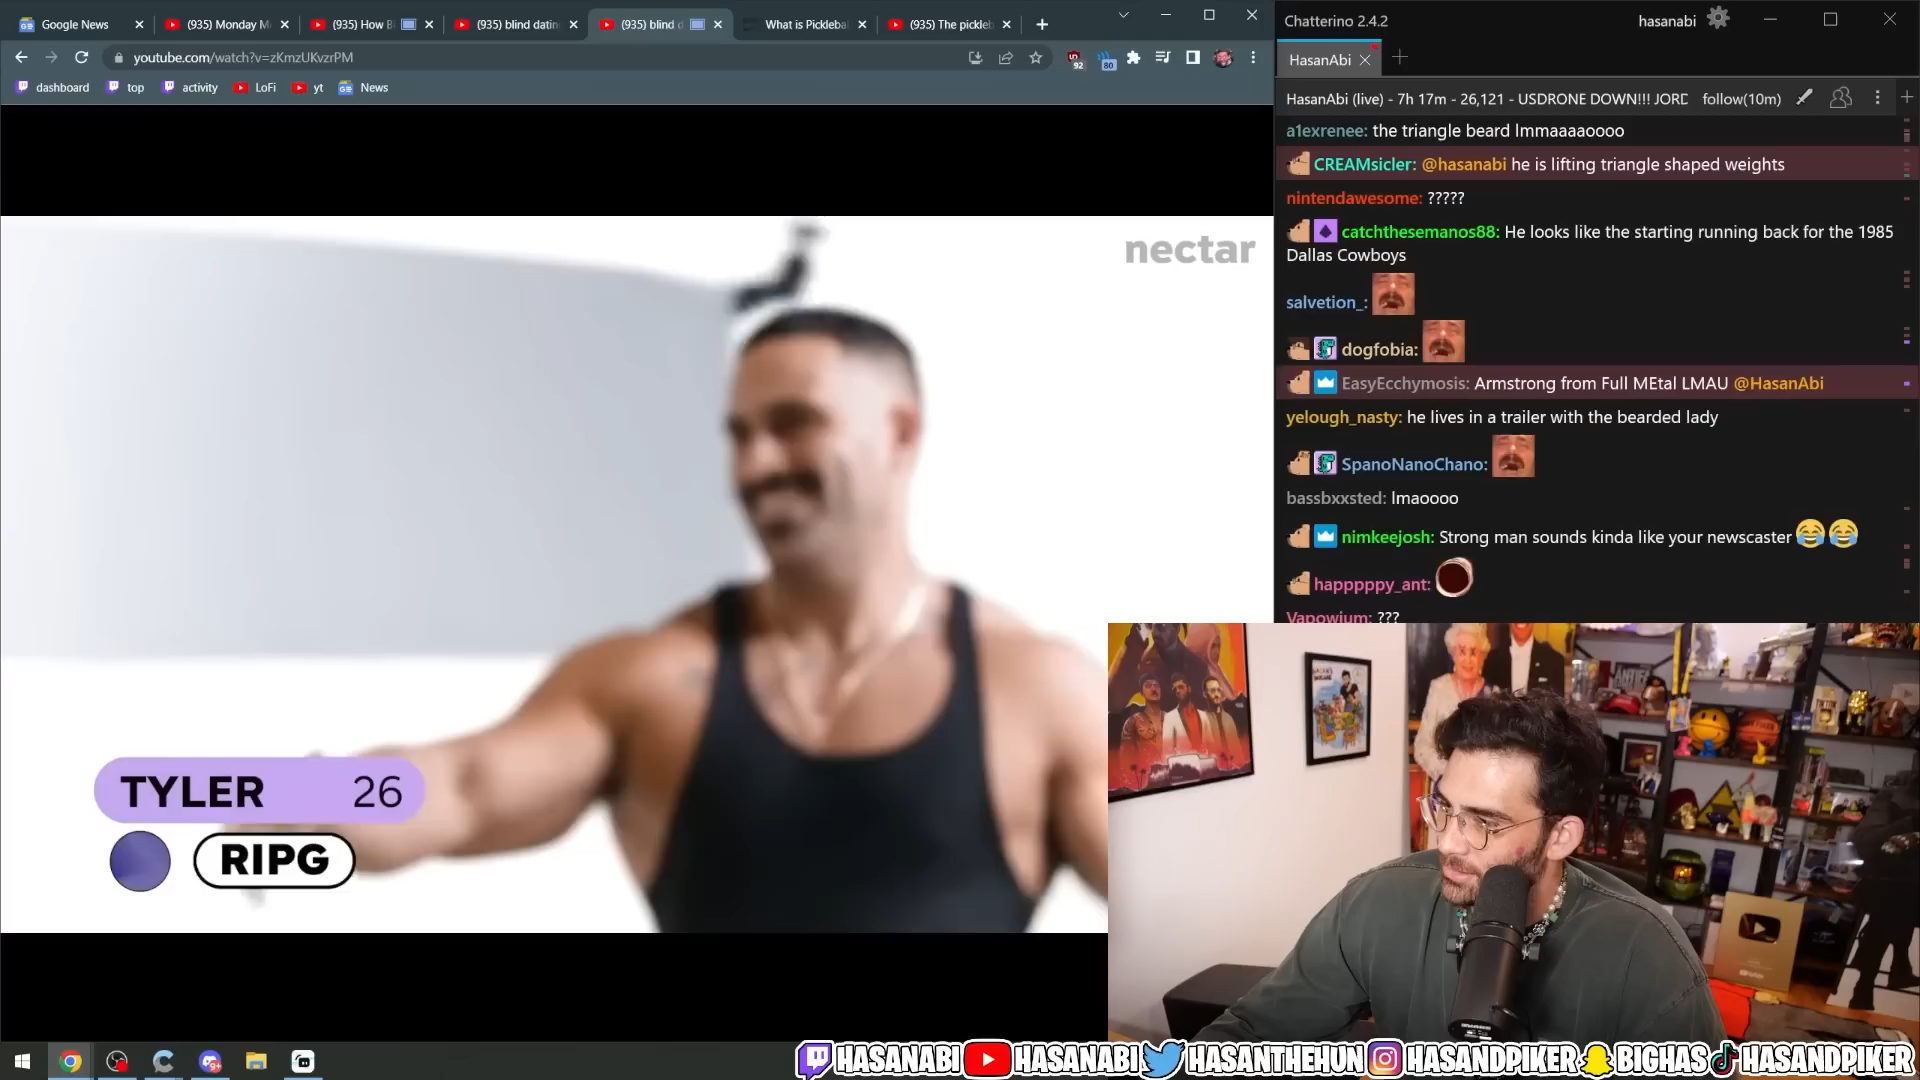 Google News
(935) Monday M
(935) How B
(935) blind datin
(935) blind d
What is Pickleba
(935) The pickleb
youtube.com/watch?v=zKmzUKvzrPM
92
80
dashboard
top
activity
LoFi
yt
News
nectar
TYLER 26
RIPG
Chatterino 2.4.2
hasanabi
HasanAbi
HasanAbi (live) - 7h 17m - 26,121 - USDRONE DOWN!!! JORD
follow(10m)
a1exrenee: the triangle beard lmmaaaaoooo
CREAMsicler: @hasanabi he is lifting triangle shaped weights
nintendawesome: ?????
catchthesemanos88: He looks like the starting running back for the 1985
Dallas Cowboys
salvetion_:
dogfobia:
EasyEcchymosis: Armstrong from Full MEtal LMAU @HasanAbi
yelough_nasty: he lives in a trailer with the bearded lady
SpanoNanoChano:
bassbxxsted: lmaoooo
nimkeejosh: Strong man sounds kinda like your newscaster
happpppy_ant:
Vapowium: ???
HASANABI HASANABI HASANTHEHUN HASANDPIKER BIGHAS HASANDPIKER